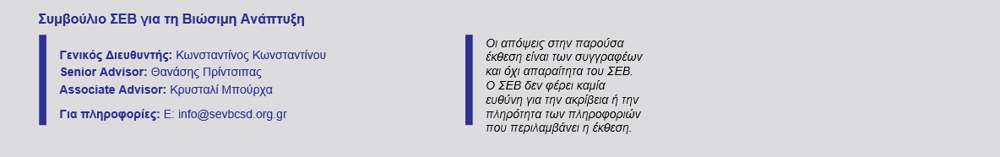 Συμβούλιο ΣΕΒ για τη Βιώσιμη Ανάπτυξη
Γενικός Διευθυντής: Κωνσταντίνος Κωνσταντίνου
Senior Advisor: Θανάσης Πρίντσιπας
Associate Advisor: Κρυσταλί Μπούρχα
Για πληροφορίες: E: info@sevbcsd.org.gr
Οι απόψεις στην παρούσα
έκθεση είναι των συγγραφέων
και όχι απαραίτητα του ΣΕΒ.
Ο ΣΕΒ δεν φέρει καμία
ευθύνη για την ακρίβεια ή την
πληρότητα των πληροφοριών
που περιλαμβάνει η έκθεση.